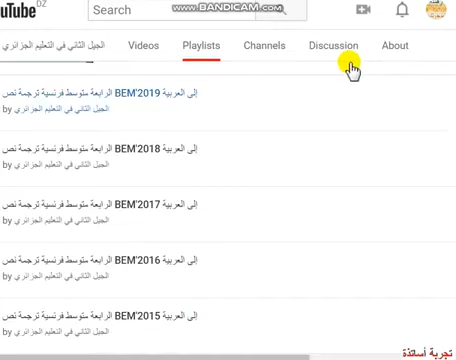 uTube DZ
Search
WWW.BANDICAM.COM
الجيل الثاني في التعليم الجزائري
Videos
Playlists
Channels
Discussion
About
الرابعة متوسط فرنسية ترجمة نص BEM'2019 إلى العربية
by الجيل الثاني في التعليم الجزائري
الرابعة متوسط فرنسية ترجمة نص BEM'2018 إلى العربية
by الجيل الثاني في التعليم الجزائري
الرابعة متوسط فرنسية ترجمة نص BEM'2017 إلى العربية
by الجيل الثاني في التعليم الجزائري
الرابعة متوسط فرنسية ترجمة نص BEM'2016 إلى العربية
by الجيل الثاني في التعليم الجزائري
الرابعة متوسط فرنسية ترجمة نص BEM'2015 إلى العربية
by الجيل الثاني في التعليم الجزائري
تجربة أساتذة